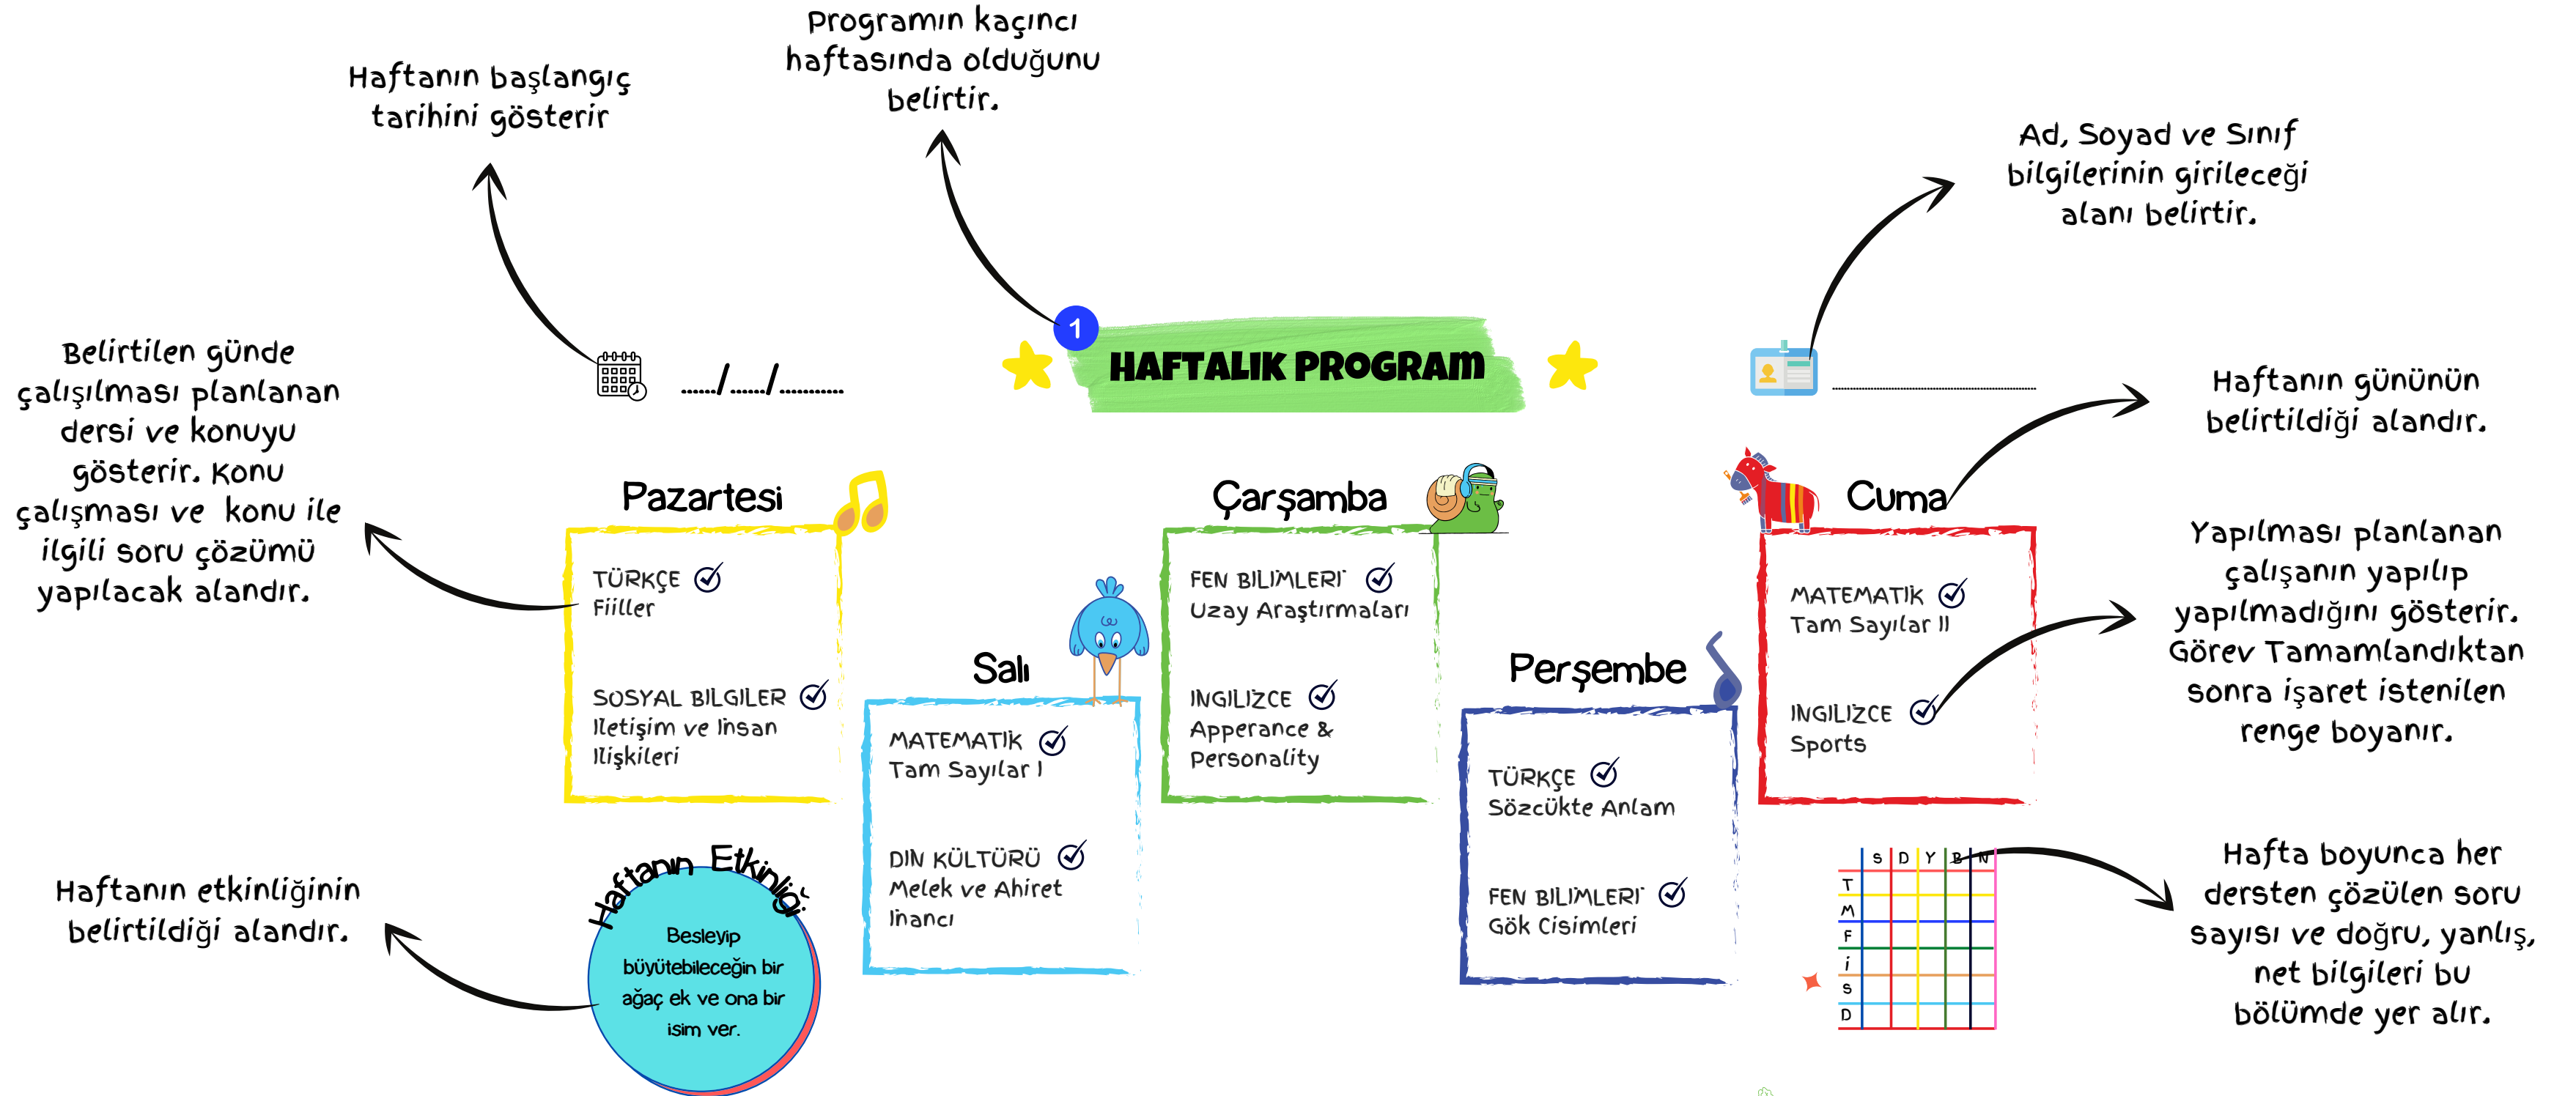 Programın kaçıncı
haftasında olduğunu
belirtir.
Haftanın başlangıç
tarihini gösterir
Ad, Soyad ve Sınıf
bilgilerinin girileceği
alanı belirtir.
1
HAFTALIK PROGRAM
....../....../...........
Belirtilen günde
çalışılması planlanan
dersi ve konuyu
gösterir. Konu
çalışması ve konu ile
ilgili soru çözümü
yapılacak alandır.
Haftanın gününün
belirtildiği alandır.
Pazartesi
TÜRKÇE
Fiiller
SOSYAL BİLGİLER
İletişim ve İnsan
İlişkileri
Salı
MATEMATİK
Tam Sayılar I
DİN KÜLTÜRÜ
Melek ve Ahiret
İnancı
Çarşamba
FEN BİLİMLERİ
Uzay Araştırmaları
İNGİLİZCE
Apperance &
Personality
Perşembe
TÜRKÇE
Sözcükte Anlam
FEN BİLİMLERİ
Gök Cisimleri
Cuma
MATEMATİK
Tam Sayılar II
İNGİLİZCE
Sports
Yapılması planlanan
çalışanın yapılıp
yapılmadığını gösterir.
Görev Tamamlandıktan
sonra işaret istenilen
renge boyanır.
Haftanın etkinliğinin
belirtildiği alandır.
Haftanın Etkinliği
Besleyip
büyütebileceğin bir
ağaç ek ve ona bir
isim ver.
S D Y B N
T
M
F
İ
S
D
Hafta boyunca her
dersten çözülen soru
sayısı ve doğru, yanlış,
net bilgileri bu
bölümde yer alır.